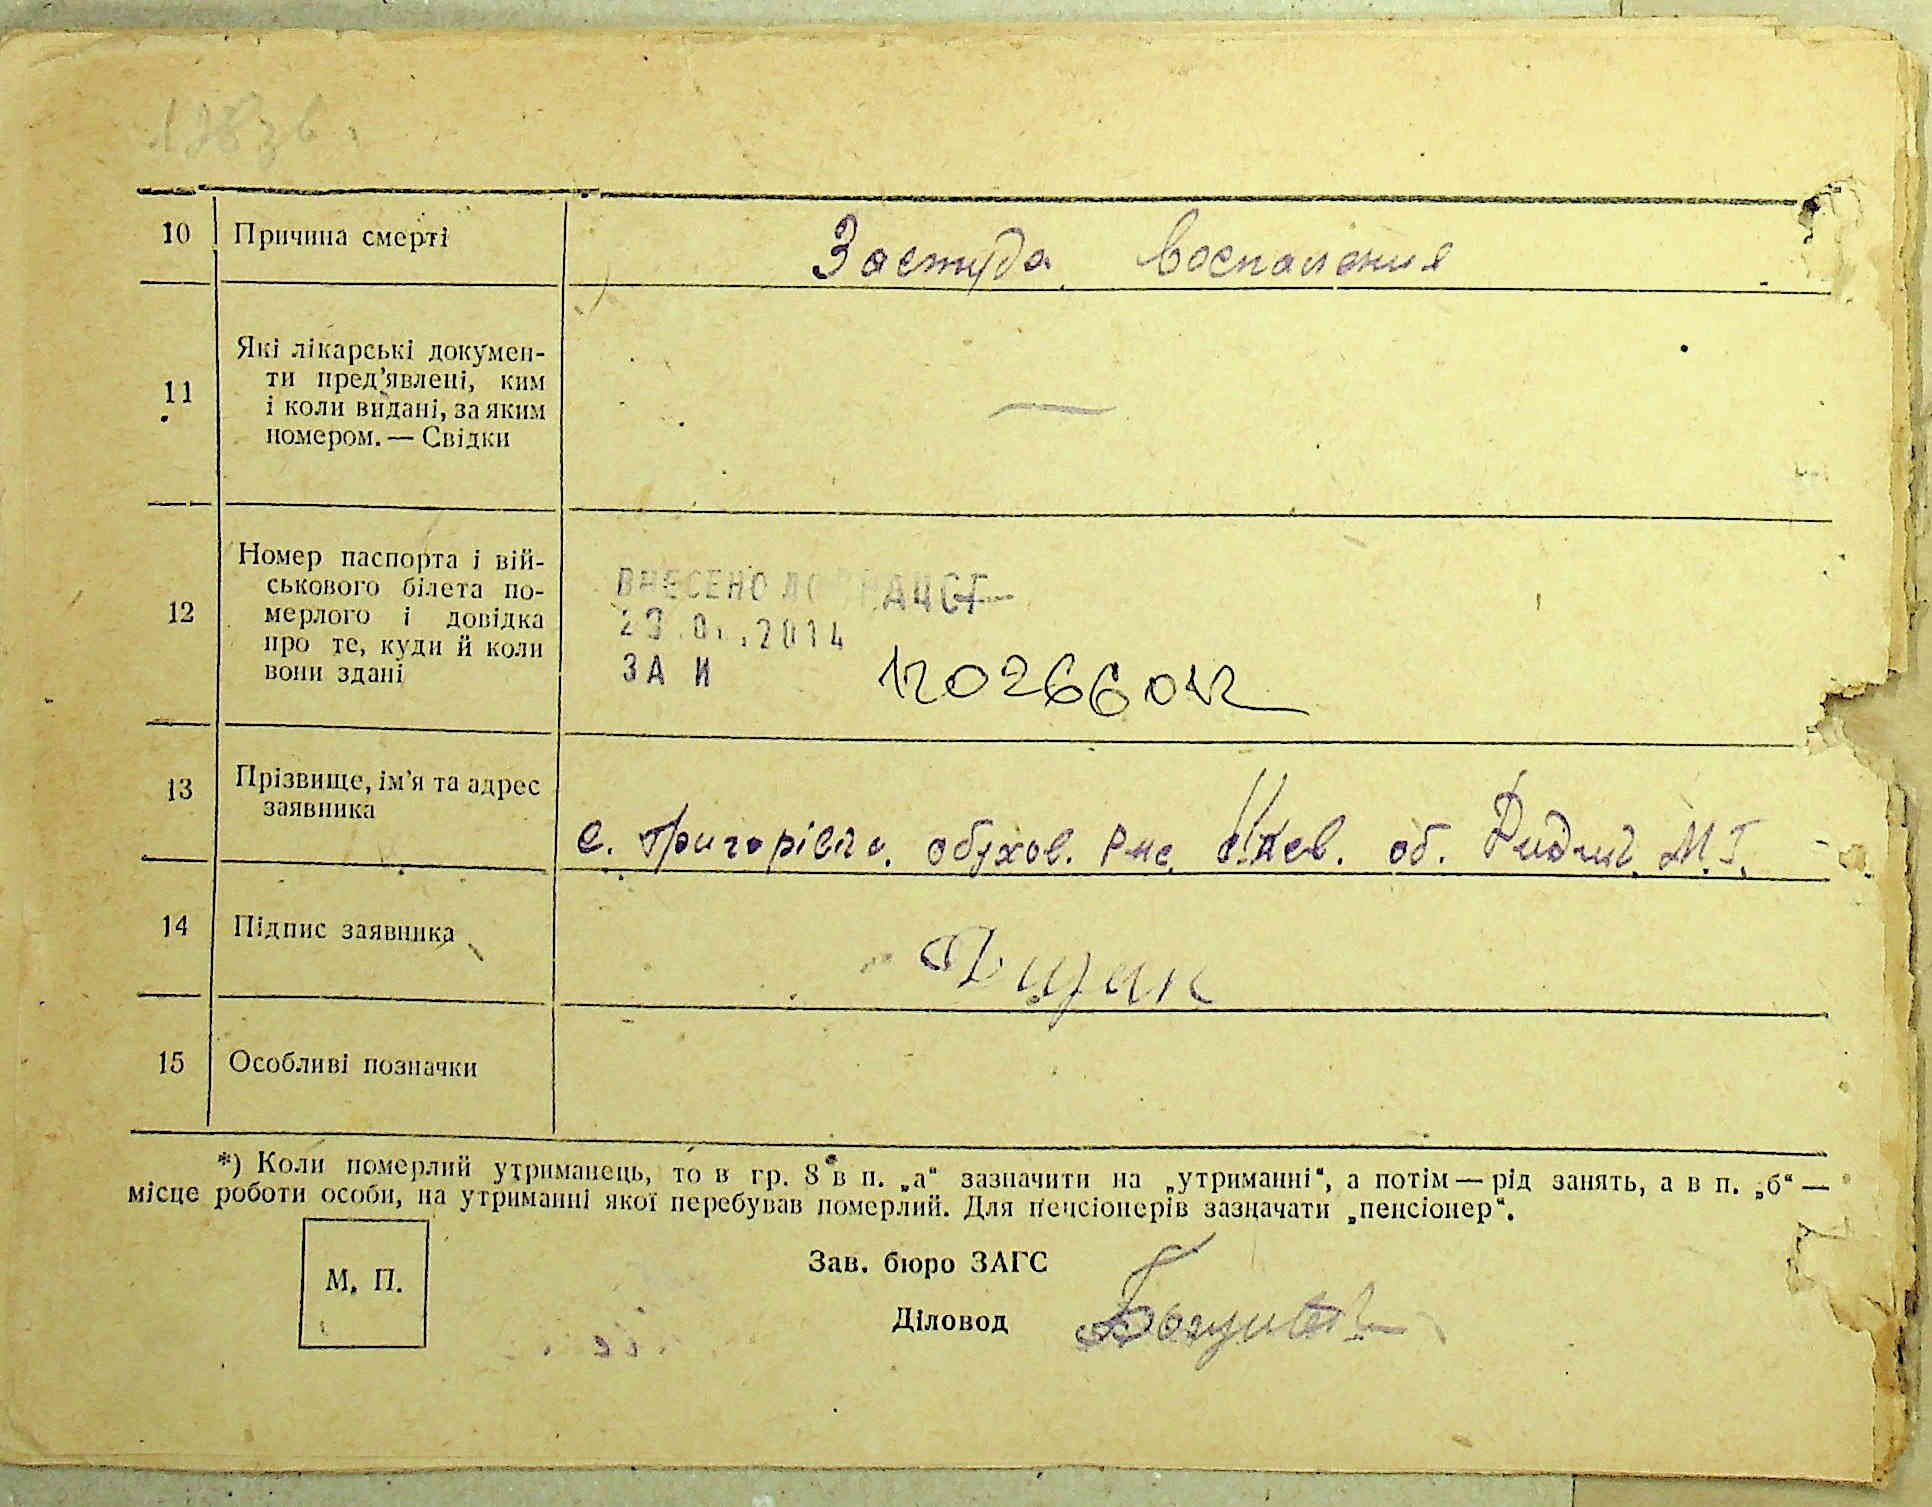 10 Причина смерті Застуда воспаления
11 Які лікарські докумен-
ти пред’явлені, ким
і коли видані, за яким
номером. — Свідки —
12 Номер паспорта і вій-
ськового білета по-
мерлого і довідка
про те, куди й коли
вони здані
ВНЕСЕНО ДО ДРАЦСГ
2014
ЗА И 120266012
13 Прізвище, ім’я та адрес
заявника
с. Григорівка. обухов. Рна. Київ. об. М. Г.
14 Підпис заявника
15 Особливі позначки
*) Коли померлий утриманець, то в гр. 8 в п. „а“ зазначити на „утриманні“, а потім — рід занять, а в п. „б“ —
місце роботи особи, на утриманні якої перебував померлий. Для пенсіонерів зазначати „пенсіонер“.
М. П.
Зав. бюро ЗАГС
Діловод